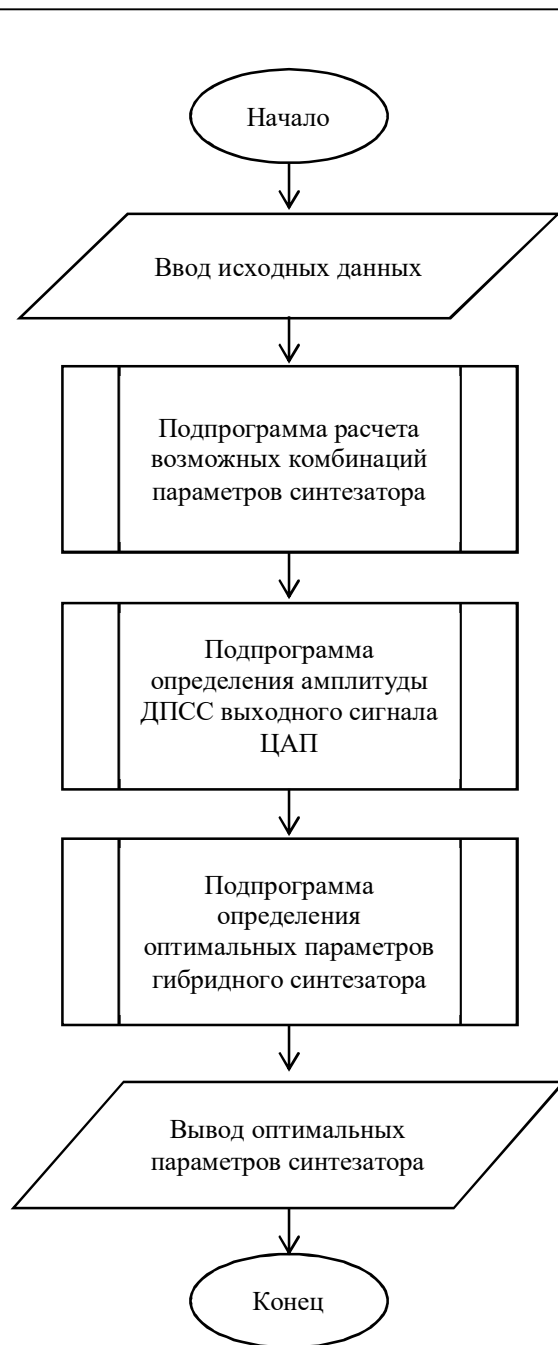 Начало
Ввод исходных данных
Подпрограмма расчета
возможных комбинаций
параметров синтезатора
Подпрограмма
определения амплитуды
ДПСС выходного сигнала
ЦАП
Подпрограмма
определения
оптимальных параметров
гибридного синтезатора
Вывод оптимальных
параметров синтезатора
Конец